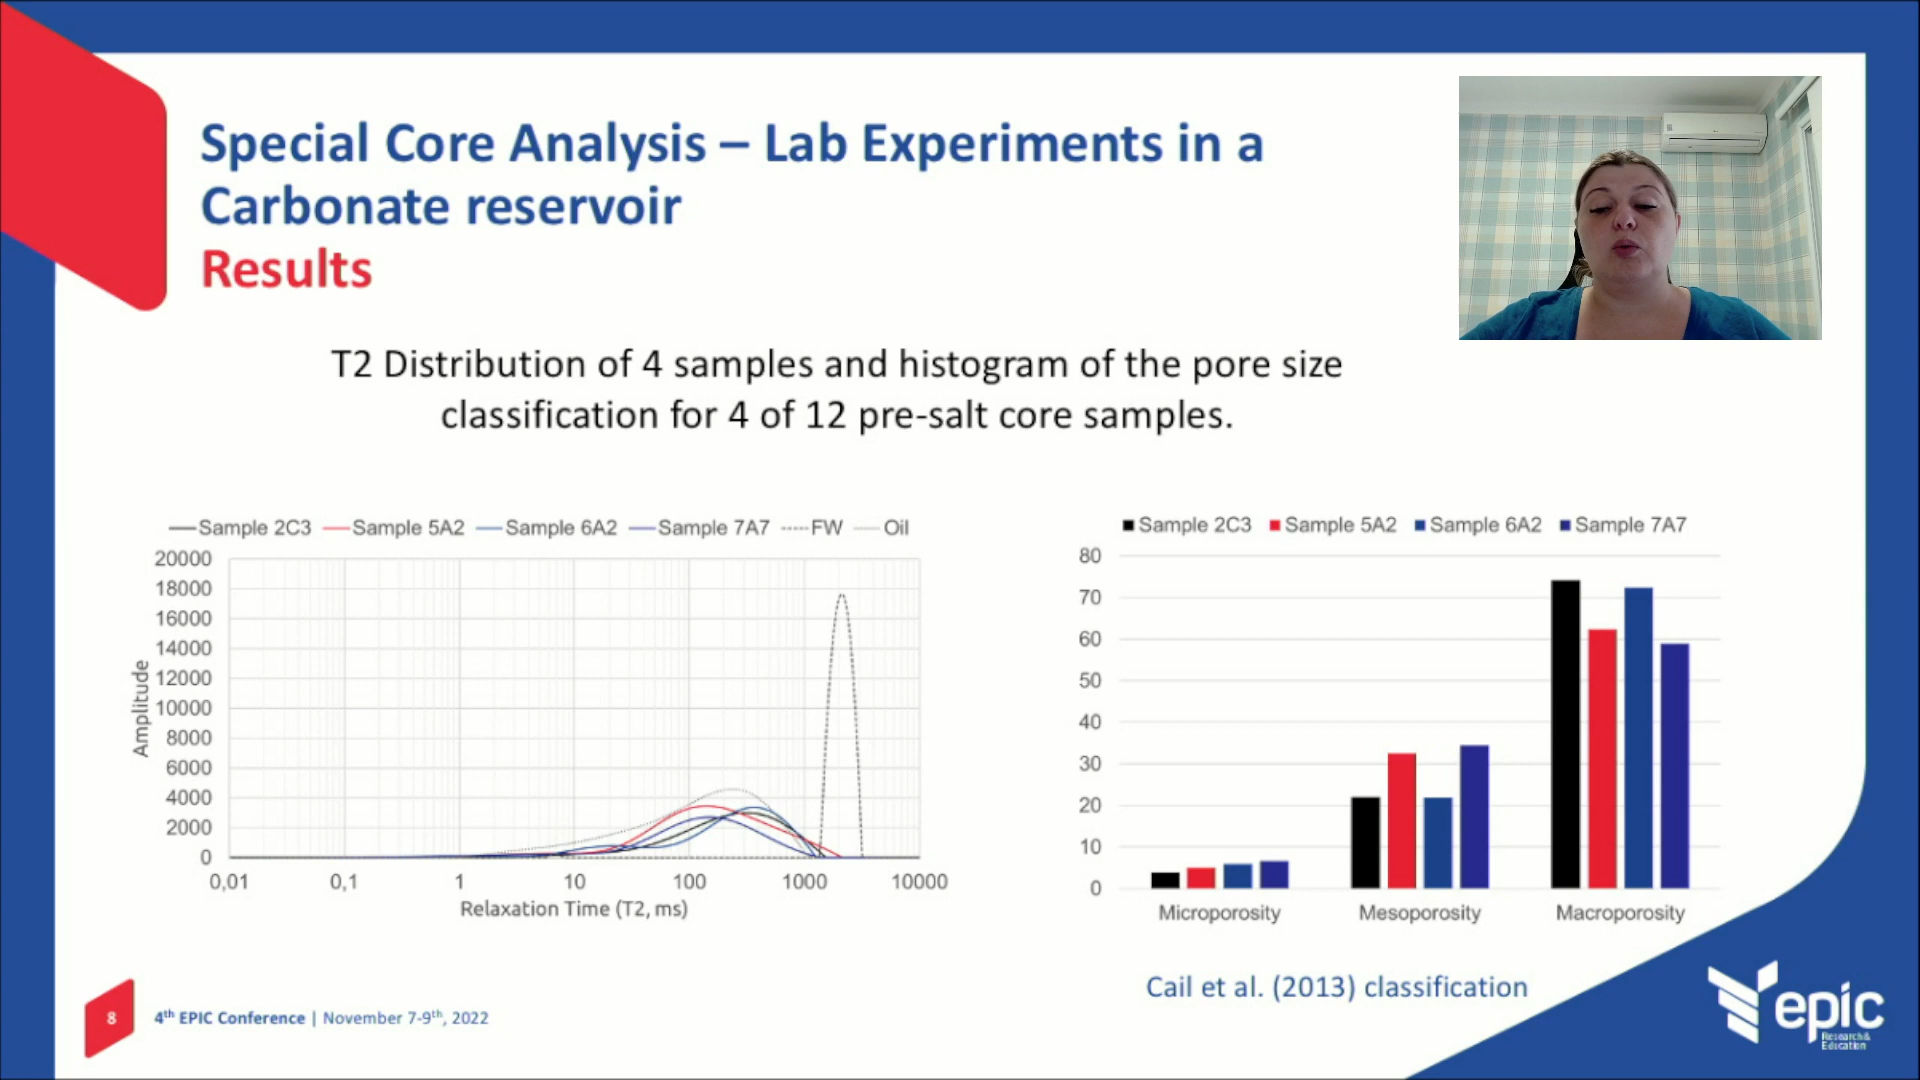 Special Core Analysis – Lab Experiments in a
Carbonate reservoir
Results
T2 Distribution of 4 samples and histogram of the pore size
classification for 4 of 12 pre-salt core samples.
Sample 2C3 Sample 5A2 Sample 6A2 Sample 7A7 FW Oil
20000
18000
16000
14000
12000
10000
8000
6000
4000
2000
0
Amplitude
0,01 0,1 1 10 100 1000 10000
Relaxation Time (T2, ms)
Sample 2C3 Sample 5A2 Sample 6A2 Sample 7A7
80
70
60
50
40
30
20
10
0
Microporosity Mesoporosity Macroporosity
Cail et al. (2013) classification
8 4th EPIC Conference | November 7-9th, 2022
epic
Research &
Education